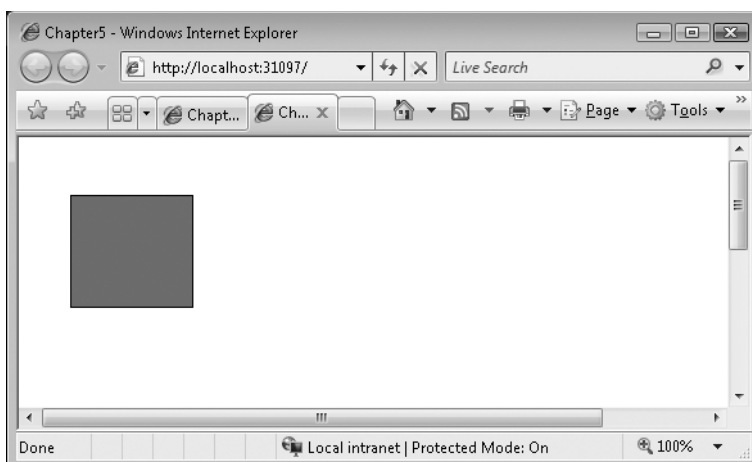 Chapter5 - Windows Internet Explorer
http://localhost:31097/ Live Search
Chapt... Ch... Page Tools
Done Local intranet | Protected Mode: On 100%